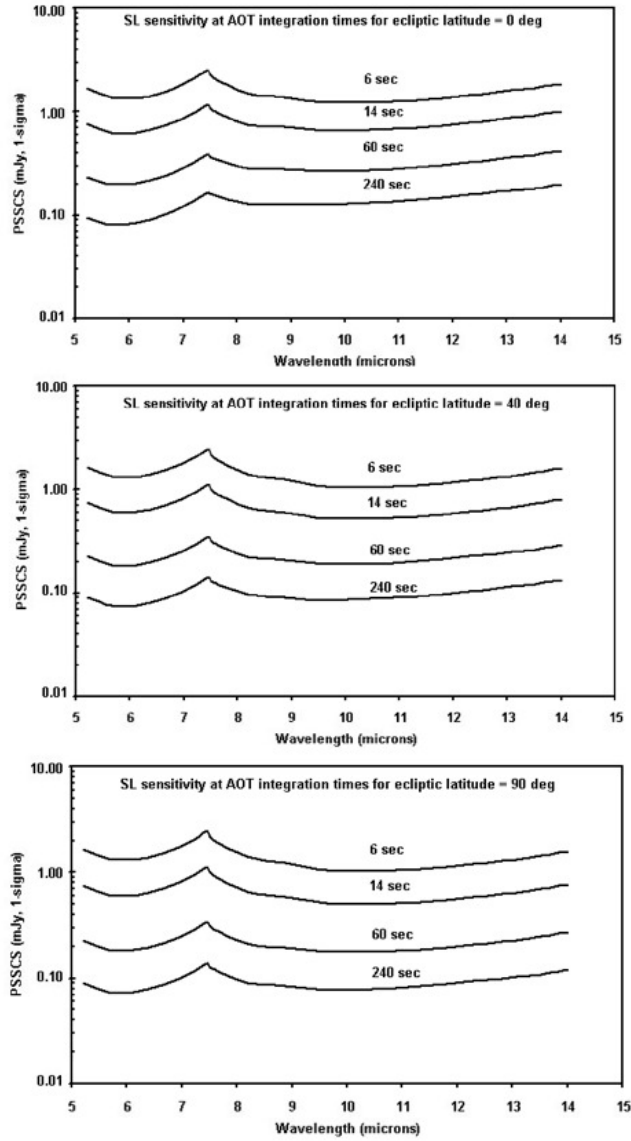 SL sensitivity at AOT integration times for ecliptic latitude = 0 deg
10.00
1.00
0.10
0.01
PSSCS (mJy, 1-sigma)
6 sec
14 sec
60 sec
240 sec
5 6 7 8 9 10 11 12 13 14 15
Wavelength (microns)
SL sensitivity at AOT integration times for ecliptic latitude = 40 deg
10.00
1.00
0.10
0.01
PSSCS (mJy, 1-sigma)
6 sec
14 sec
60 sec
240 sec
5 6 7 8 9 10 11 12 13 14 15
Wavelength (microns)
SL sensitivity at AOT integration times for ecliptic latitude = 90 deg
10.00
1.00
0.10
0.01
PSSCS (mJy, 1-sigma)
6 sec
14 sec
60 sec
240 sec
5 6 7 8 9 10 11 12 13 14 15
Wavelength (microns)